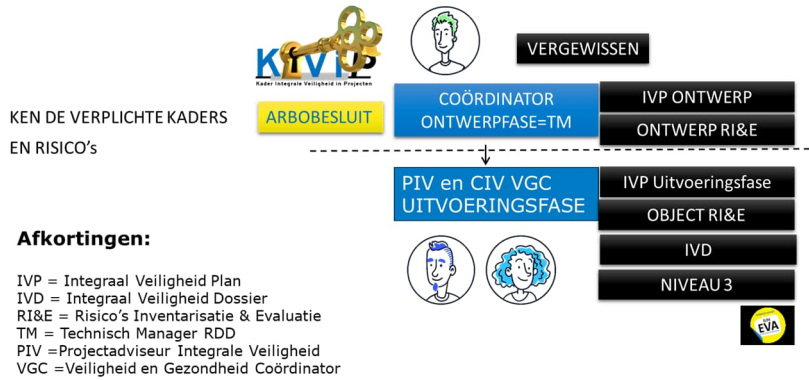 KIVIP
Kader Integrale Veiligheid in Projecten
VERGEWISSEN
KEN DE VERPLICHTE KADERS
EN RISICO's
ARBOBESLUIT
COÖRDINATOR
ONTWERPFASE=TM
IVP ONTWERP
ONTWERP RI&E
PIV en CIV VGC
UITVOERINGSFASE
IVP Uitvoeringsfase
OBJECT RI&E
IVD
NIVEAU 3
EVA
Afkortingen:
IVP = Integraal Veiligheid Plan
IVD = Integraal Veiligheid Dossier
RI&E = Risico's Inventarisatie & Evaluatie
TM = Technisch Manager RDD
PIV =Projectadviseur Integrale Veiligheid
VGC =Veiligheid en Gezondheid Coördinator